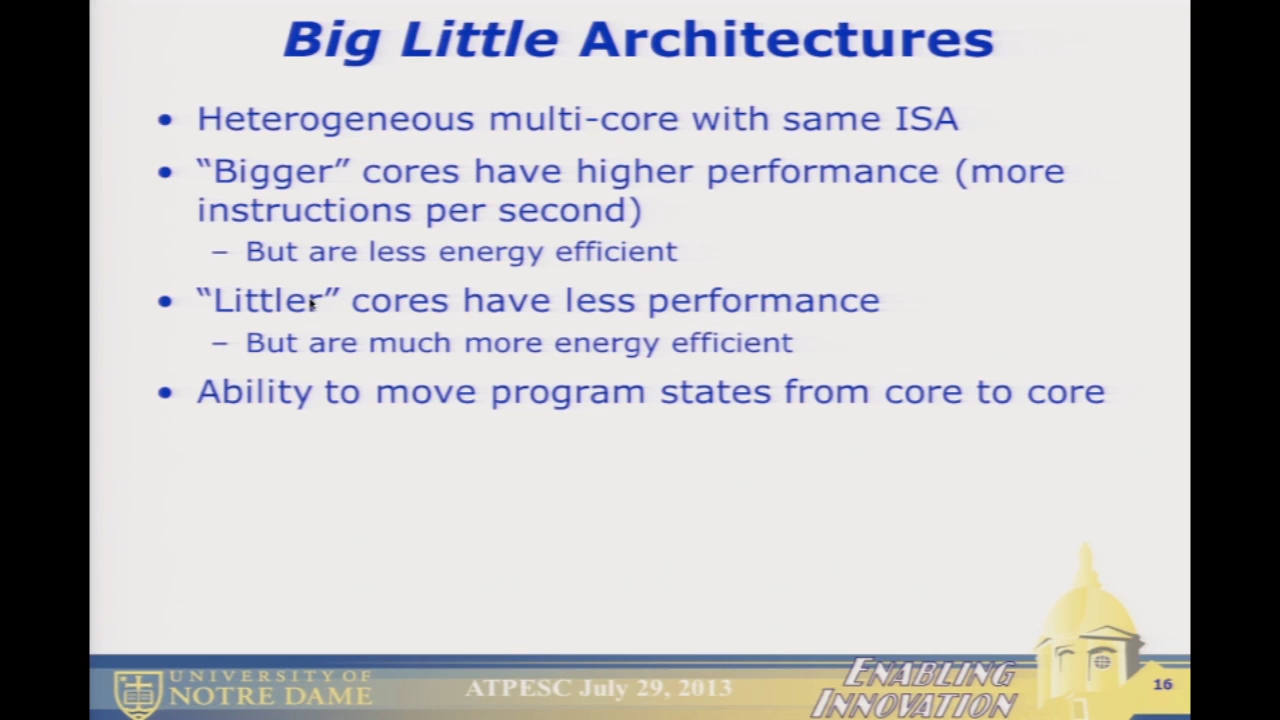 Big Little Architectures
• Heterogeneous multi-core with same ISA
• “Bigger” cores have higher performance (more
instructions per second)
– But are less energy efficient
• “Littler” cores have less performance
– But are much more energy efficient
• Ability to move program states from core to core
UNIVERSITY OF
NOTRE DAME
ATPESC July 29, 2013
ENABLING
INNOVATION
16